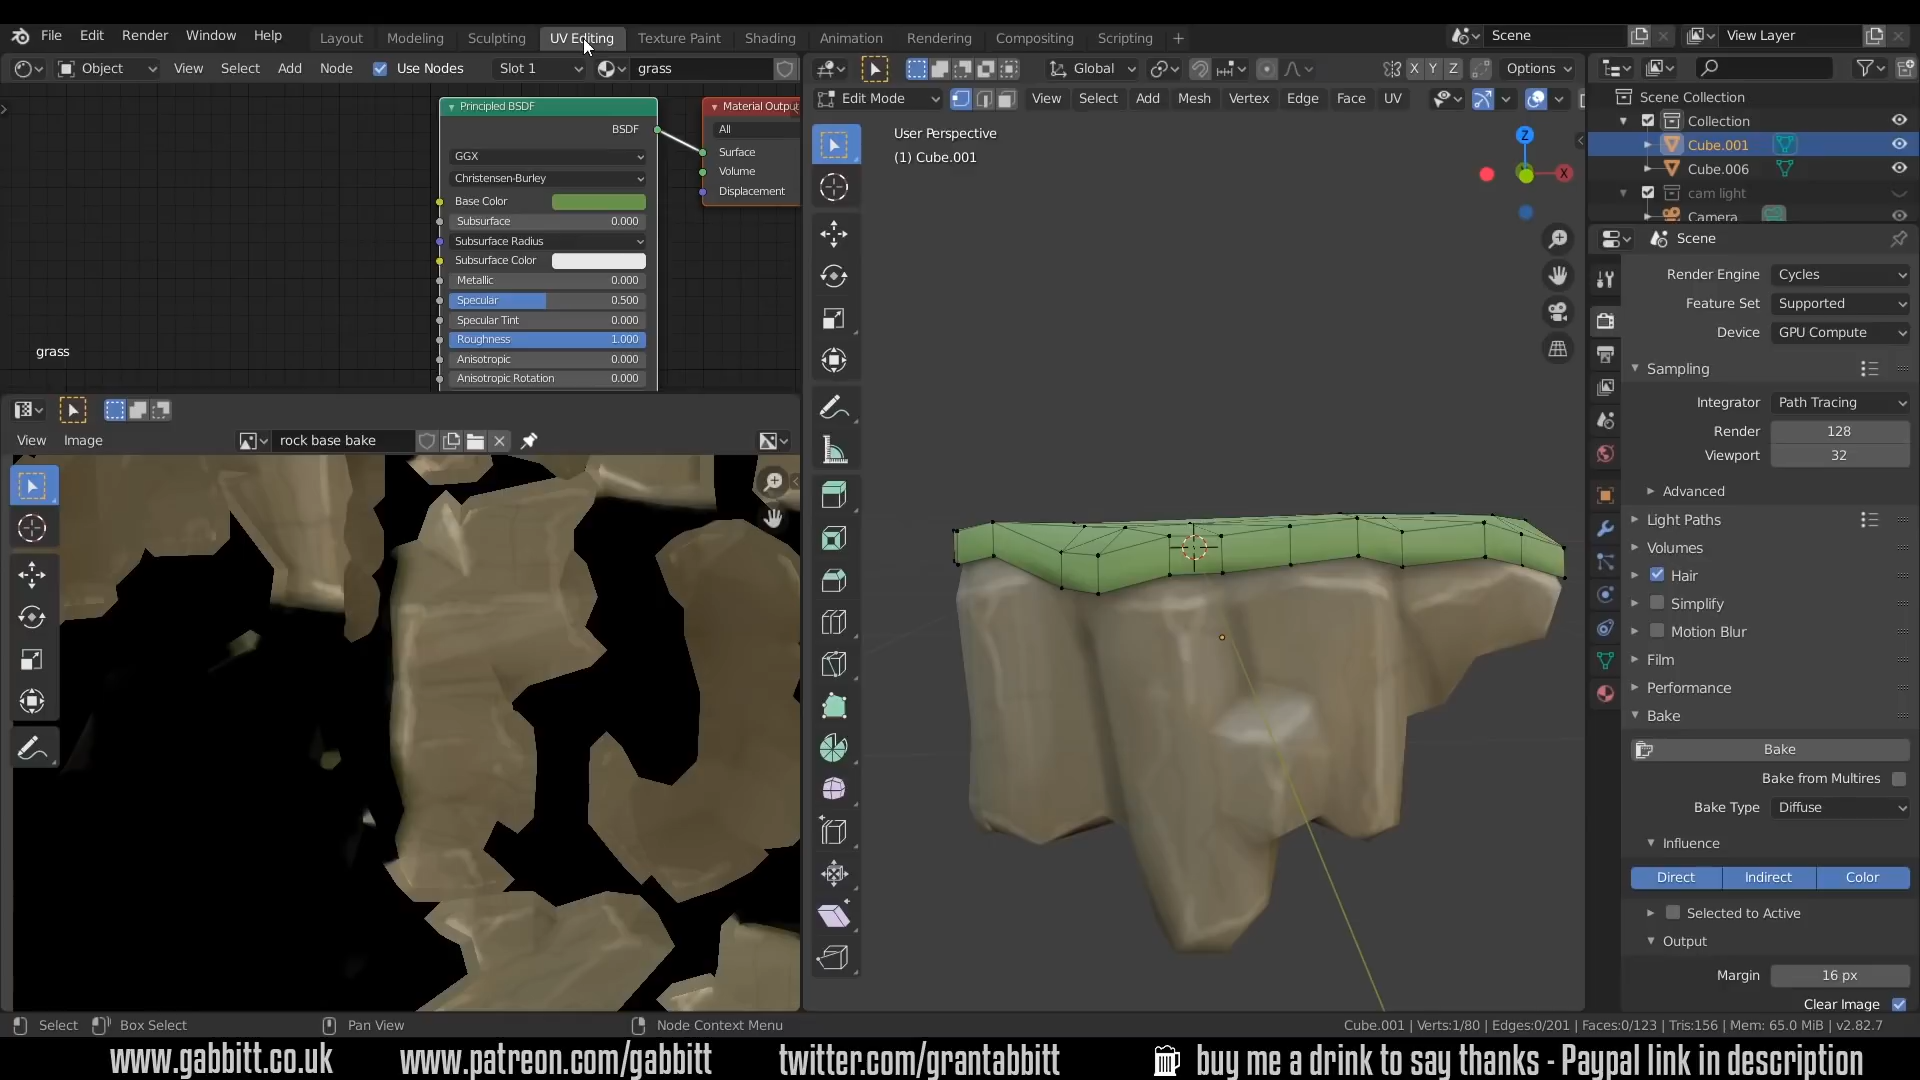 File Edit Render Window Help
Layout Modeling Sculpting UV Editing Texture Paint Shading Animation Rendering Compositing Scripting +
Scene
View Layer
Object View Select Add Node Use Nodes Slot 1 grass
Global X Y Z Options
Edit Mode View Select Add Mesh Vertex Edge Face UV
Principled BSDF
BSDF
GGX
Christensen-Burley
Base Color
Subsurface 0.000
Subsurface Radius
Subsurface Color
Metallic 0.000
Specular 0.500
Specular Tint 0.000
Roughness 1.000
Anisotropic 0.000
Anisotropic Rotation 0.000
Material Output
All
Surface
Volume
Displacement
grass
View Image rock base bake
User Perspective
(1) Cube.001
Z
X
Scene Collection
Collection
Cube.001
Cube.006
cam light
Camera
Scene
Render Engine Cycles
Feature Set Supported
Device GPU Compute
Sampling
Integrator Path Tracing
Render 128
Viewport 32
Advanced
Light Paths
Volumes
Hair
Simplify
Motion Blur
Film
Performance
Bake
Bake
Bake from Multires
Bake Type Diffuse
Influence
Direct Indirect Color
Selected to Active
Output
Margin 16 px
Clear Image
Select Box Select Pan View Node Context Menu
Cube.001 | Verts:1/80 | Edges:0/201 | Faces:0/123 | Tris:156 | Mem: 65.0 MiB | v2.82.7
www.gabbitt.co.uk www.patreon.com/gabbitt twitter.com/grantabbitt buy me a drink to say thanks - Paypal link in description